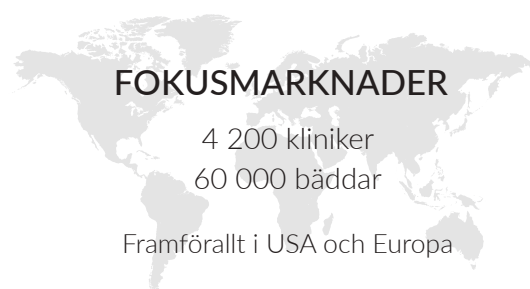 FOKUSMARKNADER
4 200 kliniker
60 000 bäddar
Framförallt i USA och Europa